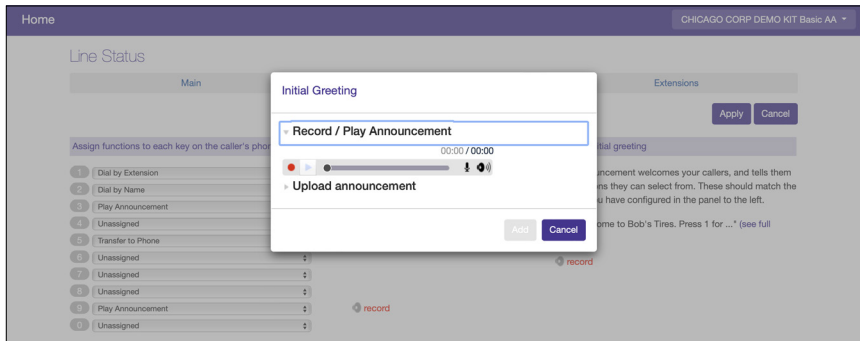 Home
CHICAGO CORP DEMO KIT Basic AA
Line Status
Main
Extensions
Apply
Cancel
Initial Greeting
Record / Play Announcement
00:00 / 00:00
Upload announcement
Add
Cancel
Assign functions to each key on the caller's phon
itial greeting
1 Dial by Extension
2 Dial by Name
3 Play Announcement
4 Unassigned
5 Transfer to Phone
6 Unassigned
7 Unassigned
8 Unassigned
9 Play Announcement
record
0 Unassigned
uncement welcomes your callers, and tells them
ns they can select from. These should match the
u have configured in the panel to the left.
ome to Bob's Tires. Press 1 for ..." (see full
record